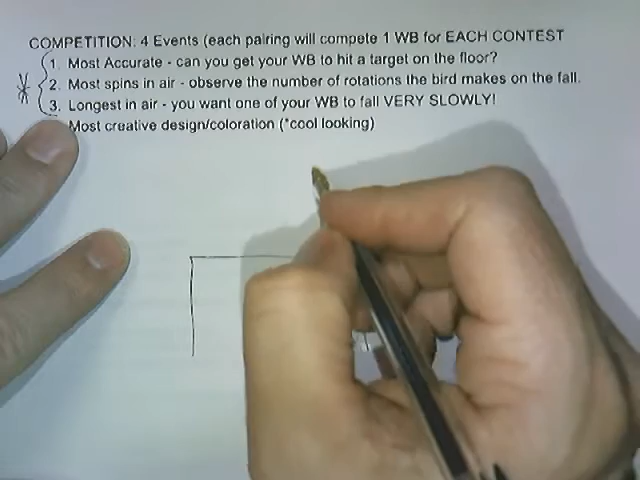 COMPETITION: 4 Events (each pairing will compete 1 WB for EACH CONTEST
1. Most Accurate - can you get your WB to hit a target on the floor?
2. Most spins in air - observe the number of rotations the bird makes on the fall.
3. Longest in air - you want one of your WB to fall VERY SLOWLY!
Most creative design/coloration (*cool looking)